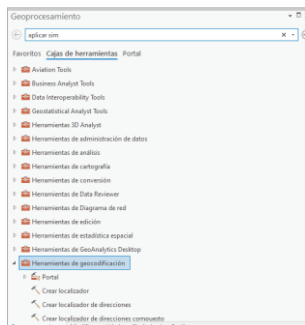 Geoprocesamiento
aplicar sim
Favoritos Cajas de herramientas Portal
Aviation Tools
Business Analyst Tools
Data Interoperability Tools
Geostatistical Analyst Tools
Herramientas 3D Analyst
Herramientas de administración de datos
Herramientas de análisis
Herramientas de cartografía
Herramientas de conversión
Herramientas de Data Reviewer
Herramientas de Diagrama de red
Herramientas de edición
Herramientas de estadística espacial
Herramientas de GeoAnalytics Desktop
Herramientas de geocodificación
Portal
Crear localizador
Crear localizador de direcciones
Crear localizador de direcciones compuesto